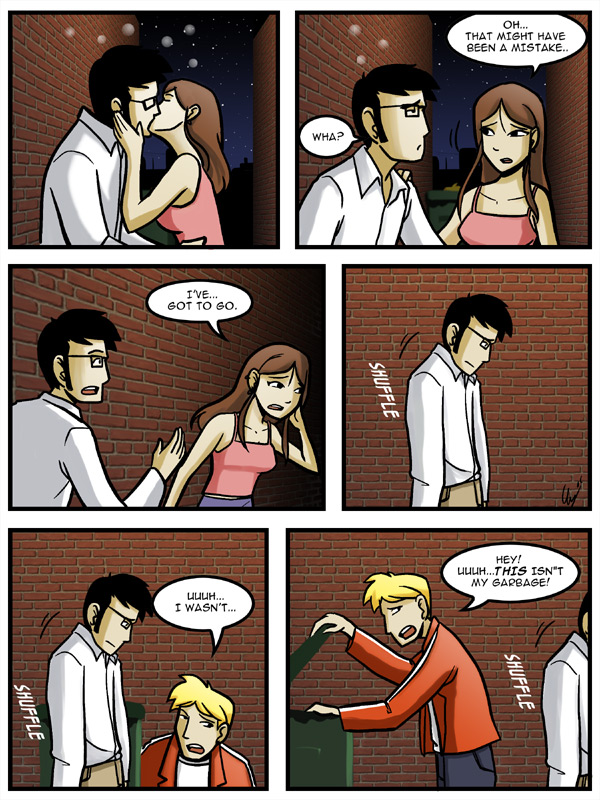 OH...
THAT MIGHT HAVE
BEEN A MISTAKE..
WHA?
I'VE...
GOT TO GO.
SHUFFLE
SHUFFLE
UUUH...
I WASN'T...
HEY!
UUUH...THIS ISN"T
MY GARBAGE!
SHUFFLE